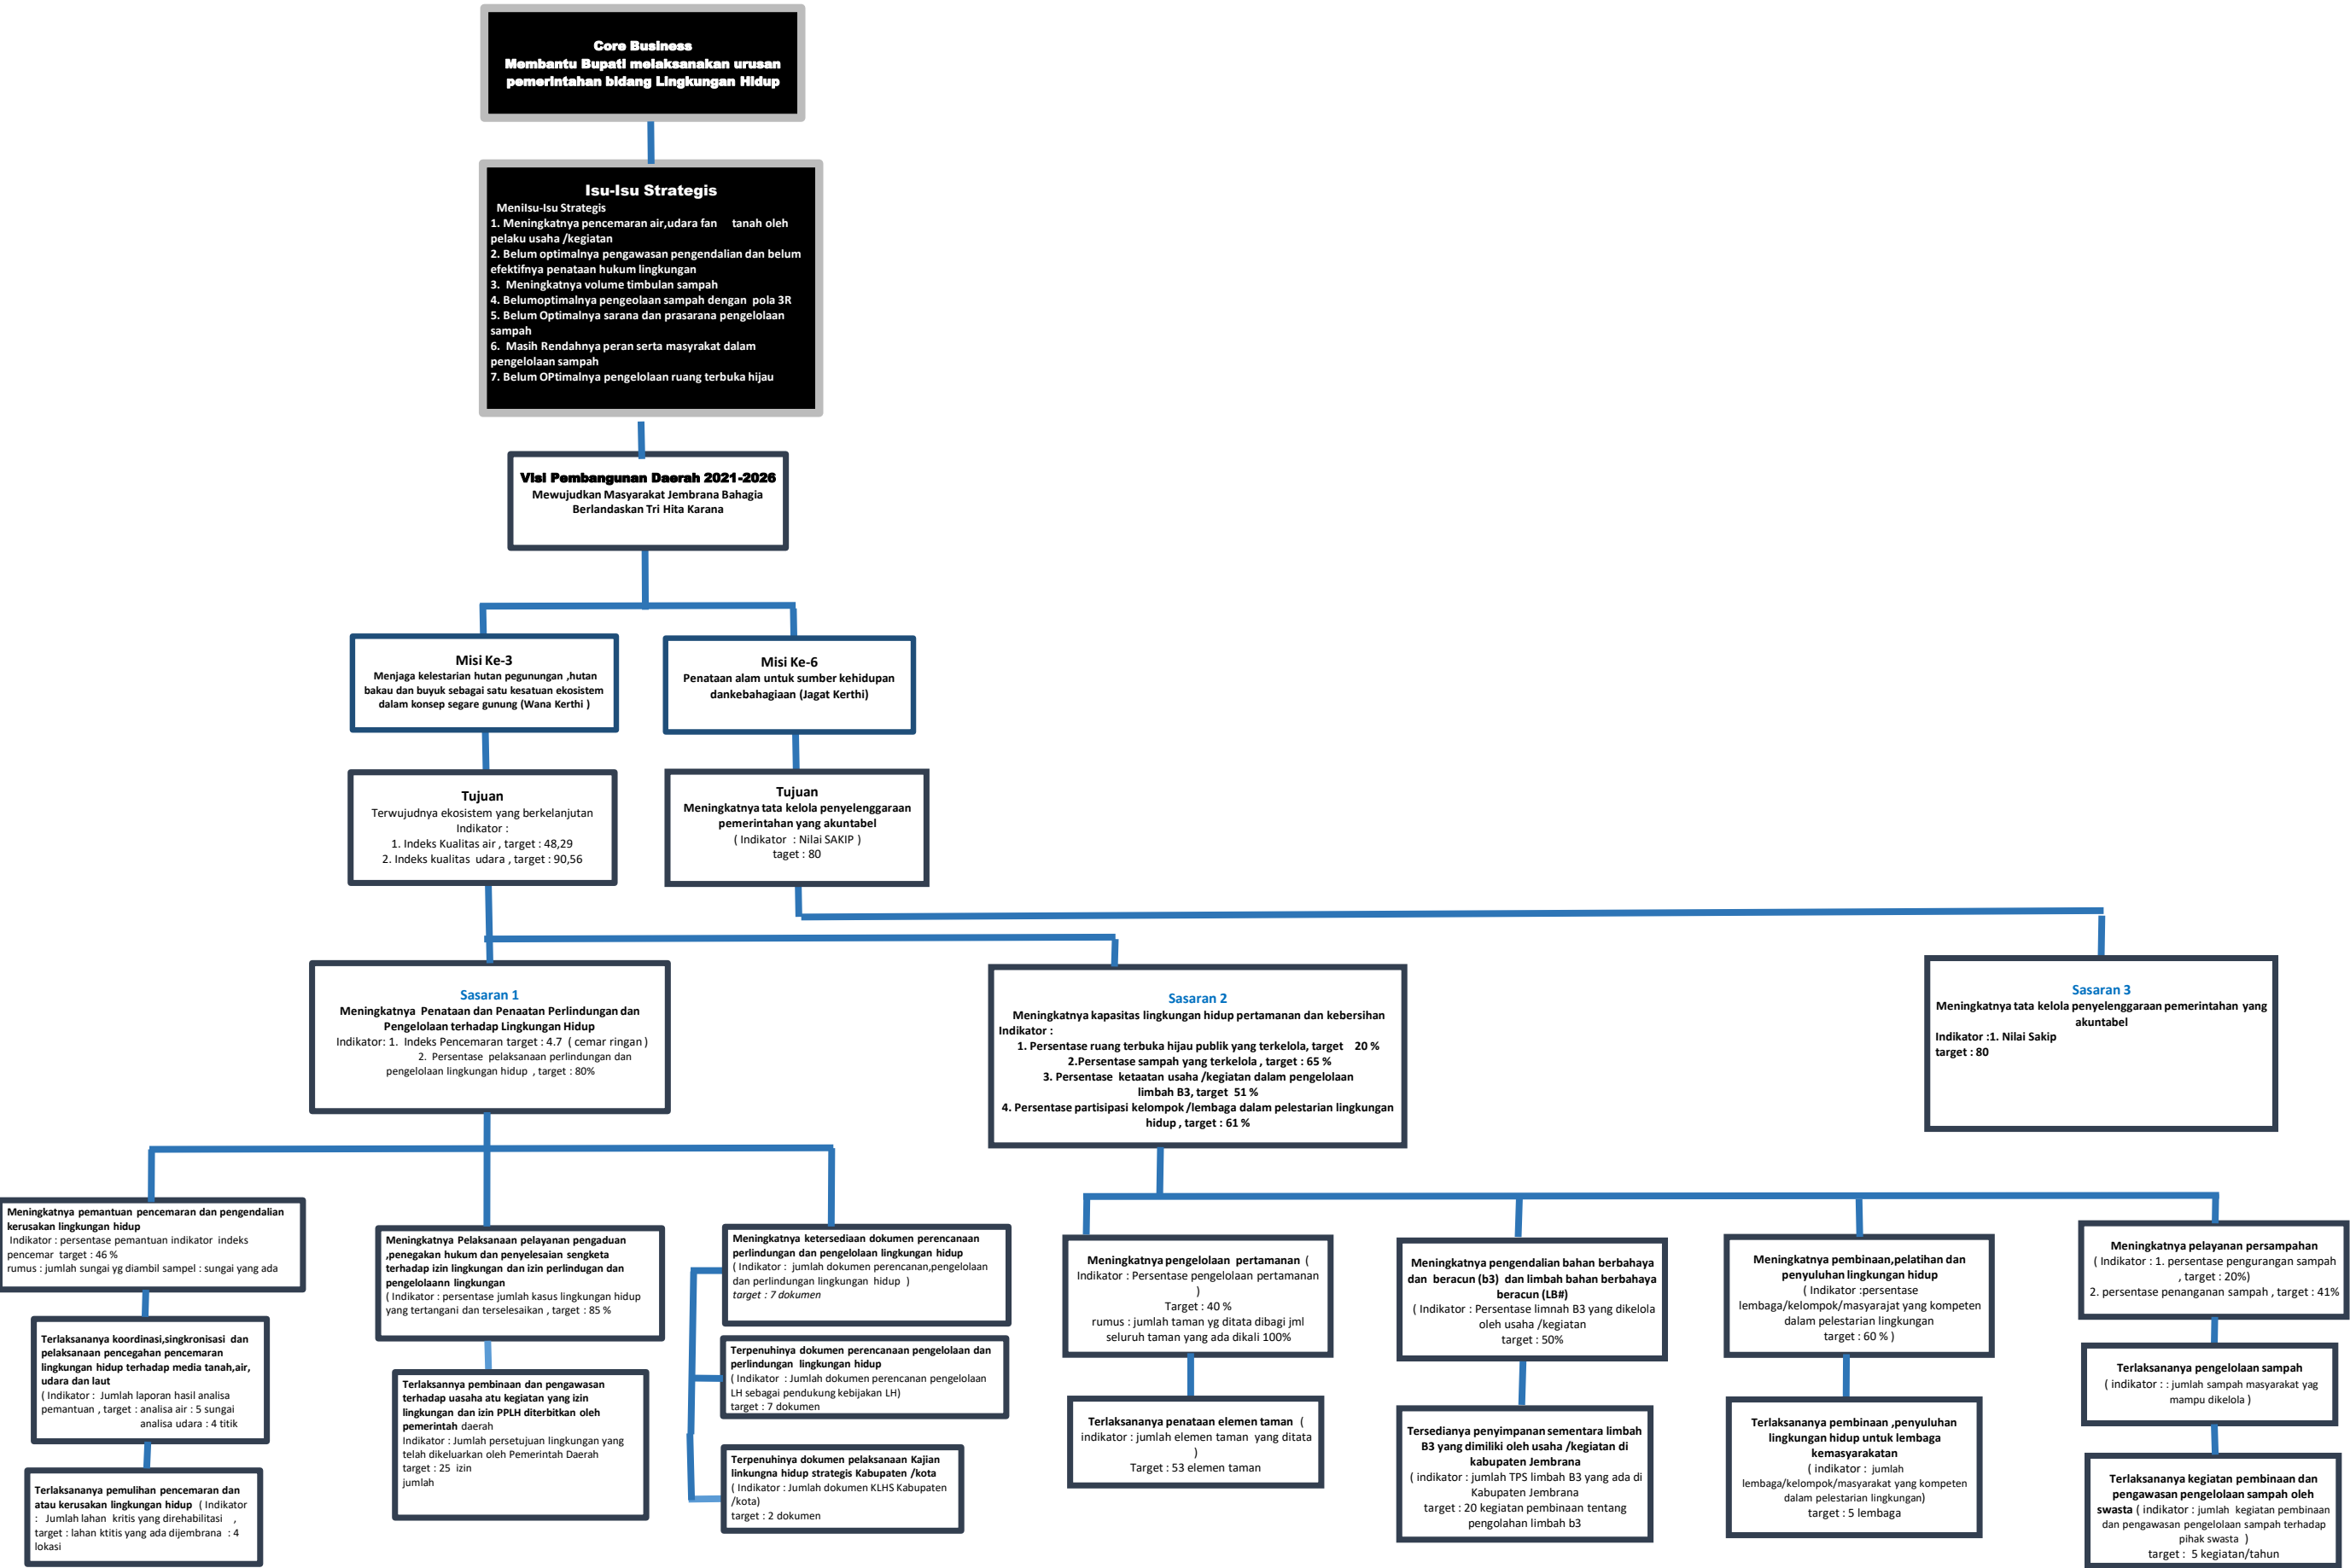 Core Business
Membantu Bupati melaksanakan urusan
pemerintahan bidang Lingkungan Hidup
Isu-Isu Strategis
MeniIsu-Isu Strategis
1. Meningkatnya pencemaran air,udara fan tanah oleh
pelaku usaha /kegiatan
2. Belum optimalnya pengawasan pengendalian dan belum
efektifnya penataan hukum lingkungan
3. Meningkatnya volume timbulan sampah
4. Belumoptimalnya pengeolaan sampah dengan pola 3R
5. Belum Optimalnya sarana dan prasarana pengelolaan
sampah
6. Masih Rendahnya peran serta masyrakat dalam
pengelolaan sampah
7. Belum OPtimalnya pengelolaan ruang terbuka hijau
Visi Pembangunan Daerah 2021-2026
Mewujudkan Masyarakat Jembrana Bahagia
Berlandaskan Tri Hita Karana
Misi Ke-3
Menjaga kelestarian hutan pegunungan ,hutan
bakau dan buyuk sebagai satu kesatuan ekosistem
dalam konsep segare gunung (Wana Kerthi )
Misi Ke-6
Penataan alam untuk sumber kehidupan
dankebahagiaan (Jagat Kerthi)
Tujuan
Terwujudnya ekosistem yang berkelanjutan
Indikator :
1. Indeks Kualitas air , target : 48,29
2. Indeks kualitas udara , target : 90,56
Tujuan
Meningkatnya tata kelola penyelenggaraan
pemerintahan yang akuntabel
( Indikator : Nilai SAKIP )
taget : 80
Sasaran 1
Meningkatnya Penataan dan Penaatan Perlindungan dan
Pengelolaan terhadap Lingkungan Hidup
Indikator: 1. Indeks Pencemaran target : 4.7 ( cemar ringan )
2. Persentase pelaksanaan perlindungan dan
pengelolaan lingkungan hidup , target : 80%
Sasaran 2
Meningkatnya kapasitas lingkungan hidup pertamanan dan kebersihan
Indikator :
1. Persentase ruang terbuka hijau publik yang terkelola, target 20 %
2.Persentase sampah yang terkelola , target : 65 %
3. Persentase ketaatan usaha /kegiatan dalam pengelolaan
limbah B3, target 51 %
4. Persentase partisipasi kelompok /lembaga dalam pelestarian lingkungan
hidup , target : 61 %
Sasaran 3
Meningkatnya tata kelola penyelenggaraan pemerintahan yang
akuntabel
Indikator :1. Nilai Sakip
target : 80
Meningkatnya pemantuan pencemaran dan pengendalian
kerusakan lingkungan hidup
Indikator : persentase pemantuan indikator indeks
pencemar target : 46 %
rumus : jumlah sungai yg diambil sampel : sungai yang ada
Terlaksananya koordinasi,singkronisasi dan
pelaksanaan pencegahan pencemaran
lingkungan hidup terhadap media tanah,air,
udara dan laut
( Indikator : Jumlah laporan hasil analisa
pemantuan , target : analisa air : 5 sungai
analisa udara : 4 titik
Terlaksananya pemulihan pencemaran dan
atau kerusakan lingkungan hidup ( Indikator
: Jumlah lahan kritis yang direhabilitasi ,
target : lahan ktitis yang ada dijembrana : 4
lokasi
Meningkatnya Pelaksanaan pelayanan pengaduan
,penegakan hukum dan penyelesaian sengketa
terhadap izin lingkungan dan izin perlindugan dan
pengelolaann lingkungan
( Indikator : persentase jumlah kasus lingkungan hidup
yang tertangani dan terselesaikan , target : 85 %
Terlaksannya pembinaan dan pengawasan
terhadap uasaha atu kegiatan yang izin
lingkungan dan izin PPLH diterbitkan oleh
pemerintah daerah
Indikator : Jumlah persetujuan lingkungan yang
telah dikeluarkan oleh Pemerintah Daerah
target : 25 izin
jumlah
Meningkatnya ketersediaan dokumen perencanaan
perlindungan dan pengelolaan lingkungan hidup
( Indikator : jumlah dokumen perencanaan,pengelolaan
dan perlindungan lingkungan hidup )
target : 7 dokumen
Terpenuhinya dokumen perencanaan pengelolaan dan
perlindungan lingkungan hidup
( Indikator : Jumlah dokumen perencanan pengelolaan
LH sebagai pendukung kebijakan LH)
target : 7 dokumen
Terpenuhinya dokumen pelaksanaan Kajian
linkungna hidup strategis Kabupaten /kota
( Indikator : Jumlah dokumen KLHS Kabupaten
/kota)
target : 2 dokumen
Meningkatnya pengelolaan pertamanan (
Indikator : Persentase pengelolaan pertamanan
)
Target : 40 %
rumus : jumlah taman yg ditata dibagi jml
seluruh taman yang ada dikali 100%
Terlaksananya penataan elemen taman (
indikator : jumlah elemen taman yang ditata
)
Target : 53 elemen taman
Meningkatnya pengendalian bahan berbahaya
dan beracun (b3) dan limbah bahan berbahaya
beracun (LB#)
( Indikator : Persentase limnah B3 yang dikelola
oleh usaha /kegiatan
target : 50%
Tersedianya penyimpanan sementara limbah
B3 yang dimiliki oleh usaha /kegiatan di
kabupaten Jembrana
( indikator : jumlah TPS limbah B3 yang ada di
Kabupaten Jembrana
target : 20 kegiatan pembinaan tentang
pengolahan limbah b3
Meningkatnya pembinaan,pelatihan dan
penyuluhan lingkungan hidup
( Indikator :persentase
lembaga/kelompok/masyarajat yang kompeten
dalam pelestarian lingkungan
target : 60 % )
Terlaksananya pembinaan ,penyuluhan
lingkungan hidup untuk lembaga
kemasyarakatan
( indikator : jumlah
lembaga/kelompok/masyarakat yang kompeten
dalam pelestarian lingkungan)
target : 5 lembaga
Meningkatnya pelayanan persampahan
( Indikator : 1. persentase pengurangan sampah
, target : 20%)
2. persentase penanganan sampah , target : 41%
Terlaksananya pengelolaan sampah
( indikator : : jumlah sampah masyarakat yag
mampu dikelola )
Terlaksananya kegiatan pembinaan dan
pengawasan pengelolaan sampah oleh
swasta ( indikator : jumlah kegiatan pembinaan
dan pengawasan pengelolaan sampah terhadap
pihak swasta )
target : 5 kegiatan/tahun